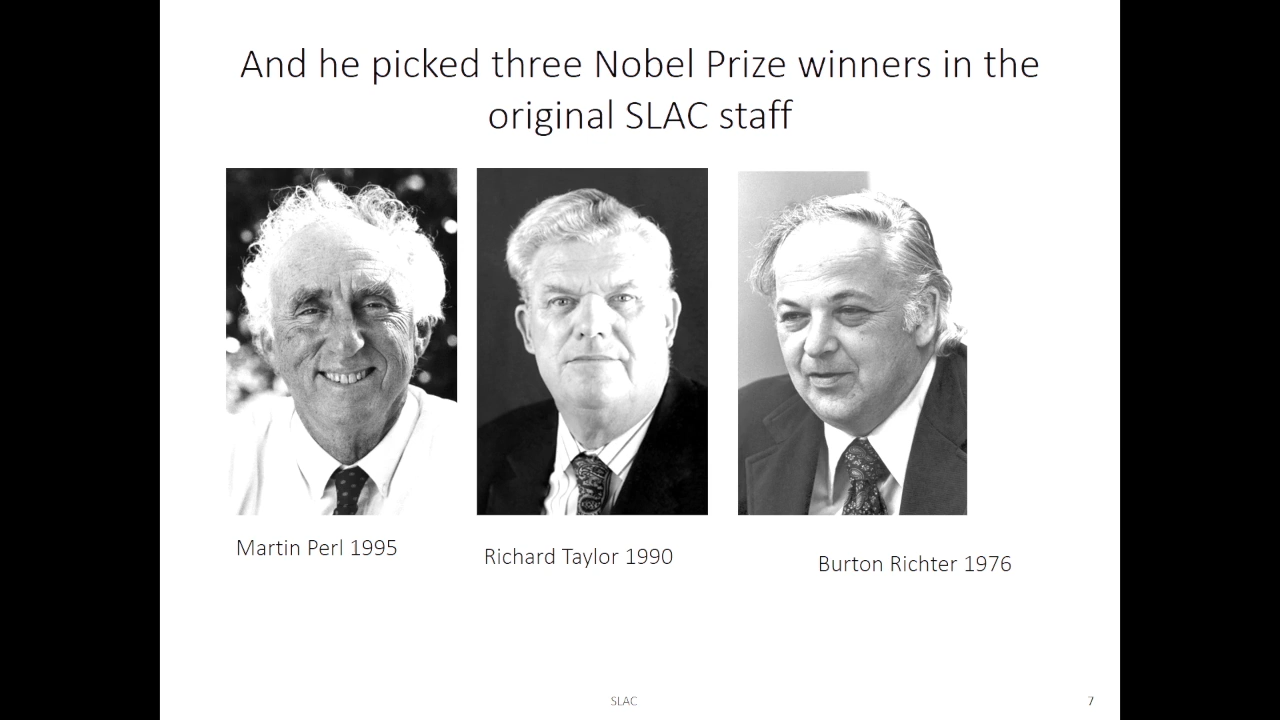 And he picked three Nobel Prize winners in the
original SLAC staff
Martin Perl 1995
Richard Taylor 1990
Burton Richter 1976
SLAC
7